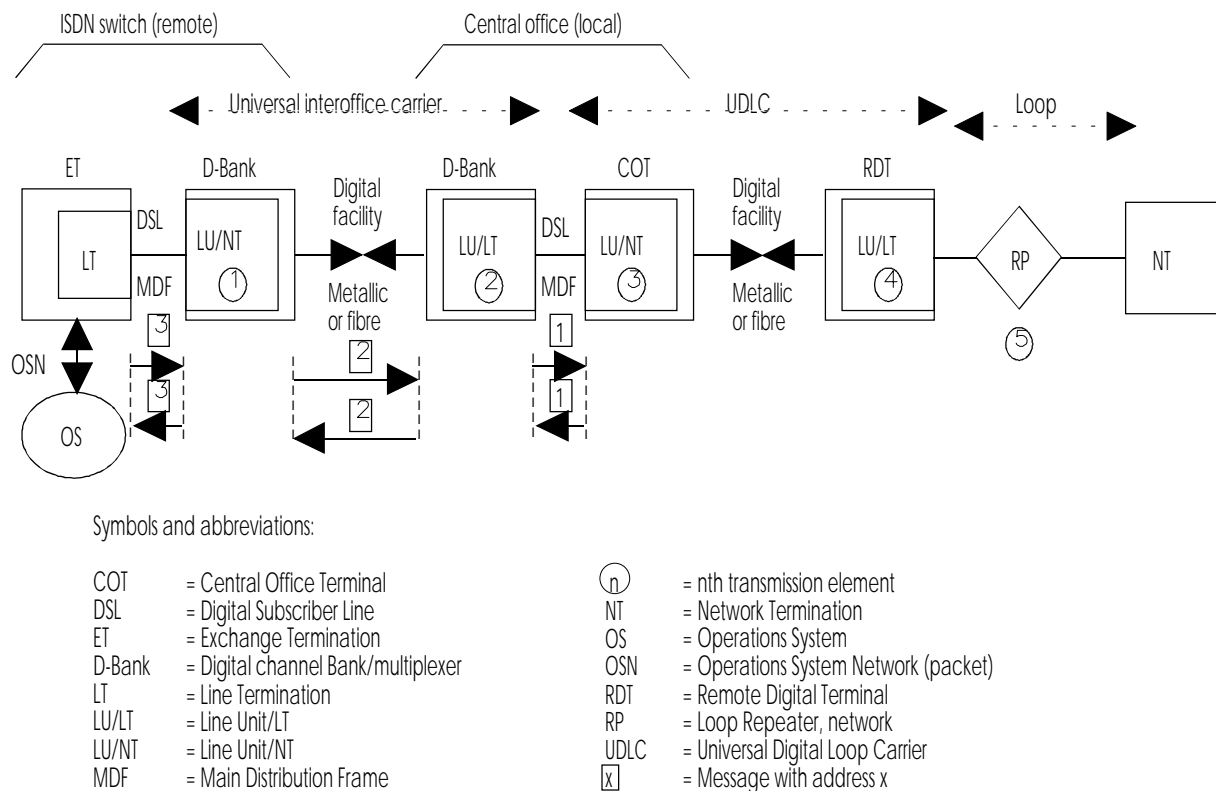 ISDN switch (remote)
Central office (local)
Universal interoffice carrier
UDLC
Loop
ET
D-Bank
D-Bank
COT
RDT
Digital
facility
Digital
facility
DSL
DSL
LT
LU/NT
LU/LT
LU/NT
LU/LT
RP
NT
MDF
1
2
MDF
3
4
Metallic
or fibre
Metallic
or fibre
5
3
2
1
OSN
3
2
1
OS
Symbols and abbreviations:
COT = Central Office Terminal
DSL = Digital Subscriber Line
ET = Exchange Termination
D-Bank = Digital channel Bank/multiplexer
LT = Line Termination
LU/LT = Line Unit/LT
LU/NT = Line Unit/NT
MDF = Main Distribution Frame
n = nth transmission element
NT = Network Termination
OS = Operations System
OSN = Operations System Network (packet)
RDT = Remote Digital Terminal
RP = Loop Repeater, network
UDLC = Universal Digital Loop Carrier
x = Message with address x